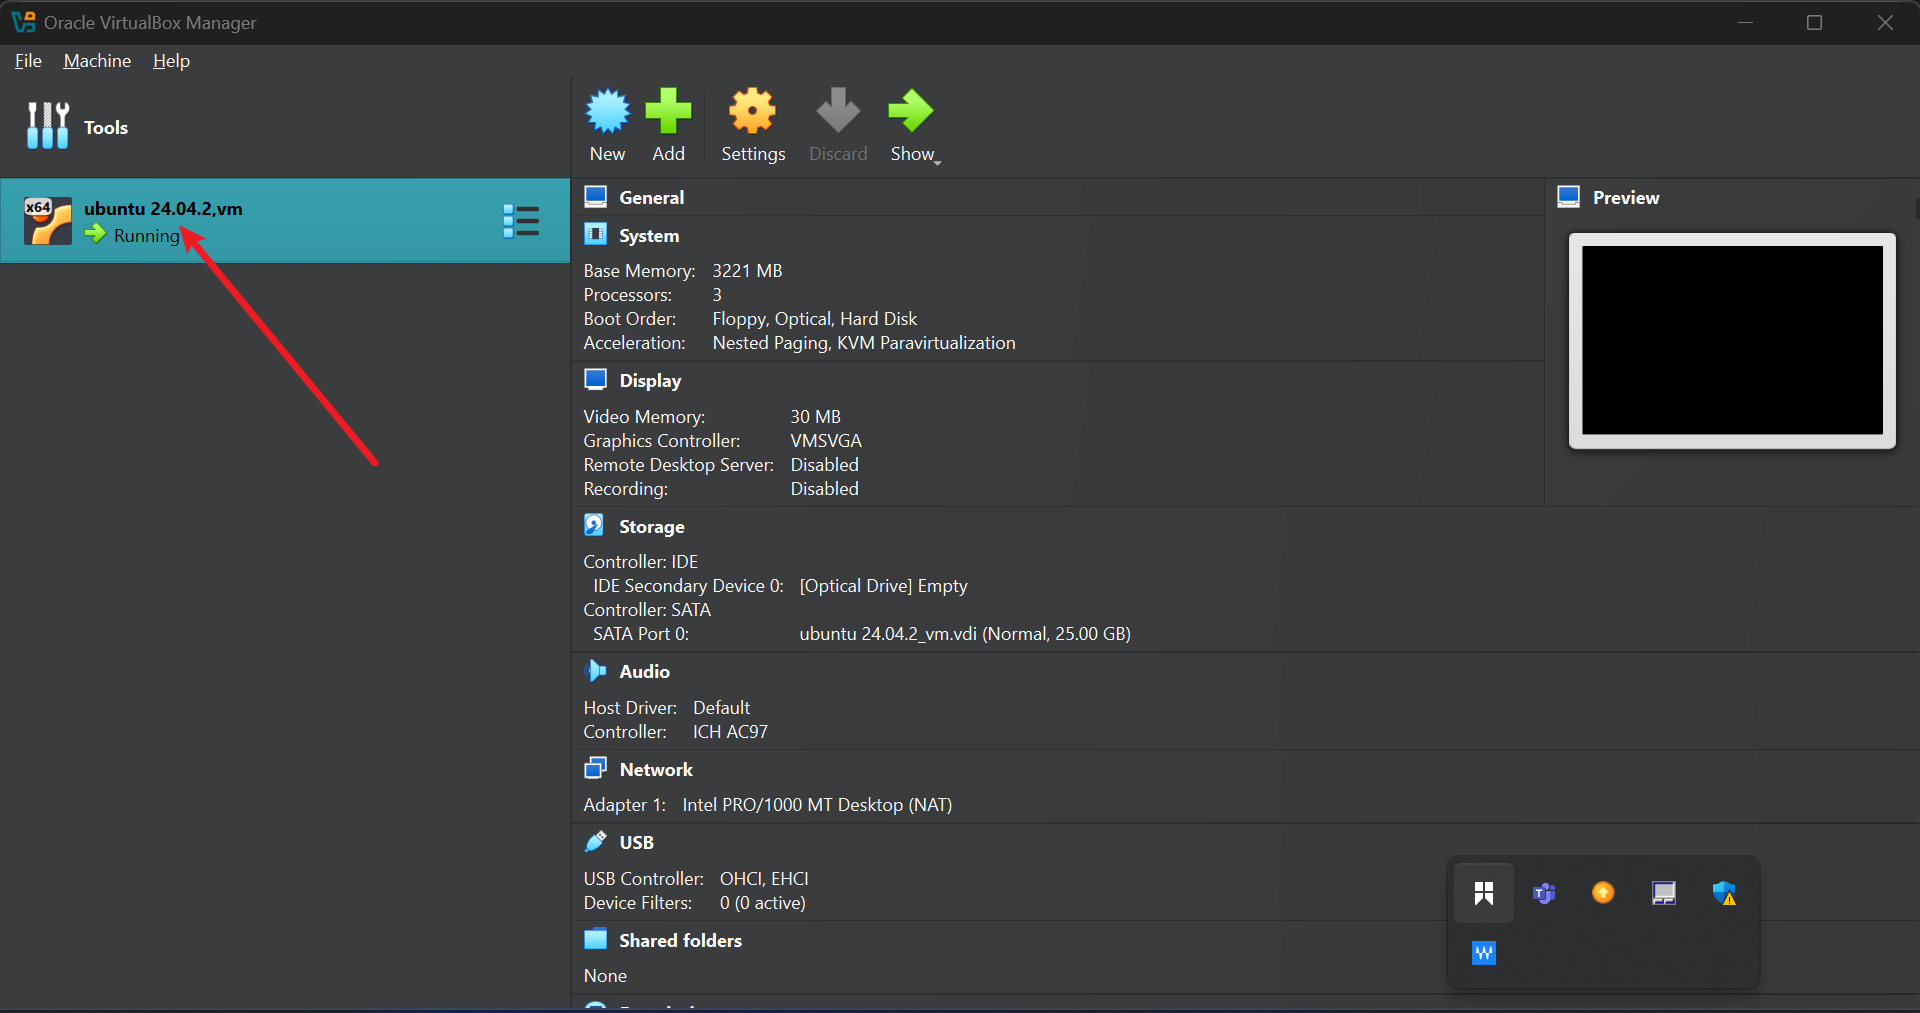 Oracle VirtualBox Manager
File Machine Help
Tools
New Add Settings Discard Show
x64
ubuntu 24.04.2,vm
Running
General
System
Base Memory: 3221 MB
Processors: 3
Boot Order: Floppy, Optical, Hard Disk
Acceleration: Nested Paging, KVM Paravirtualization
Display
Video Memory: 30 MB
Graphics Controller: VMSVGA
Remote Desktop Server: Disabled
Recording: Disabled
Storage
Controller: IDE
IDE Secondary Device 0: [Optical Drive] Empty
Controller: SATA
SATA Port 0: ubuntu 24.04.2_vm.vdi (Normal, 25.00 GB)
Audio
Host Driver: Default
Controller: ICH AC97
Network
Adapter 1: Intel PRO/1000 MT Desktop (NAT)
USB
USB Controller: OHCI, EHCI
Device Filters: 0 (0 active)
Shared folders
None
Preview